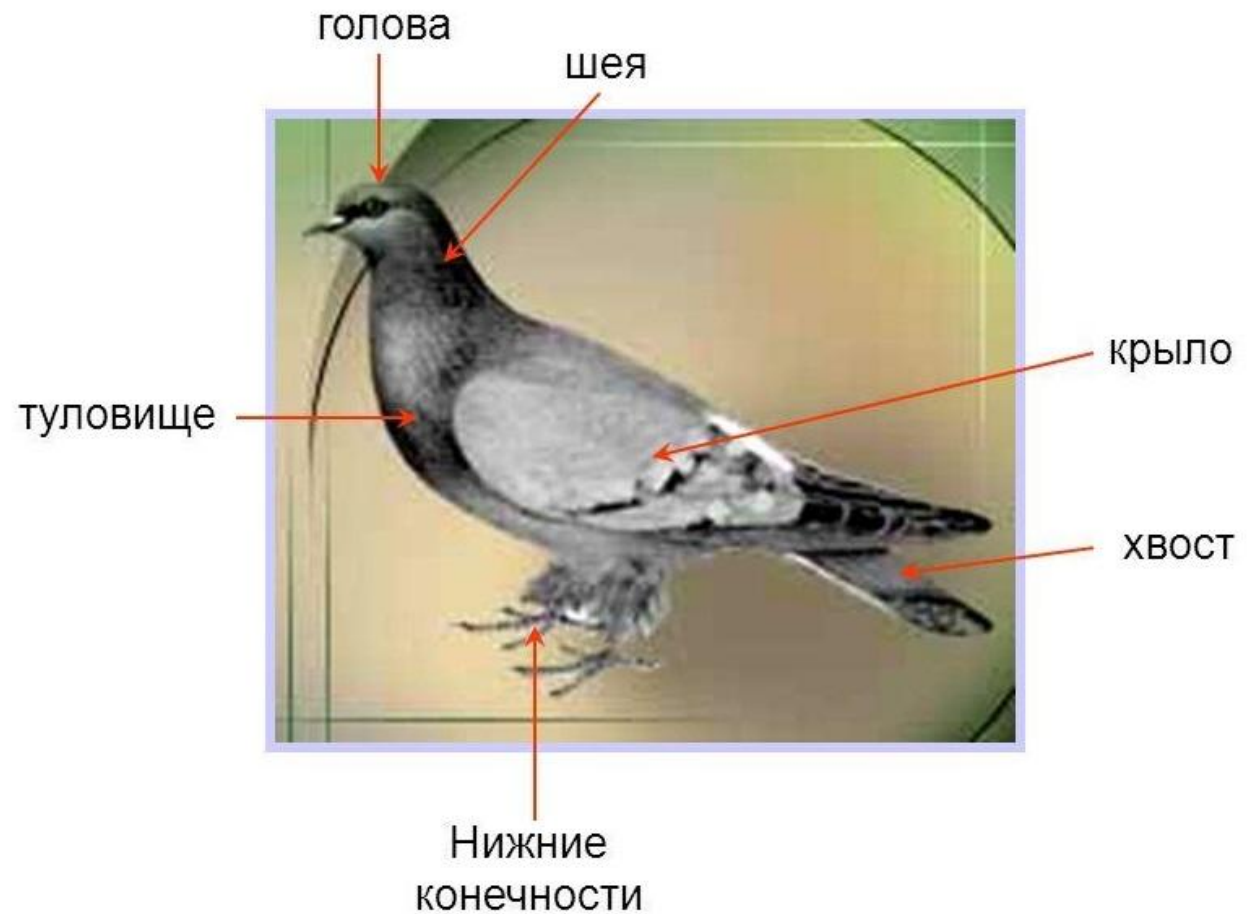 голова
шея
крыло
туловище
хвост
Нижние
конечности